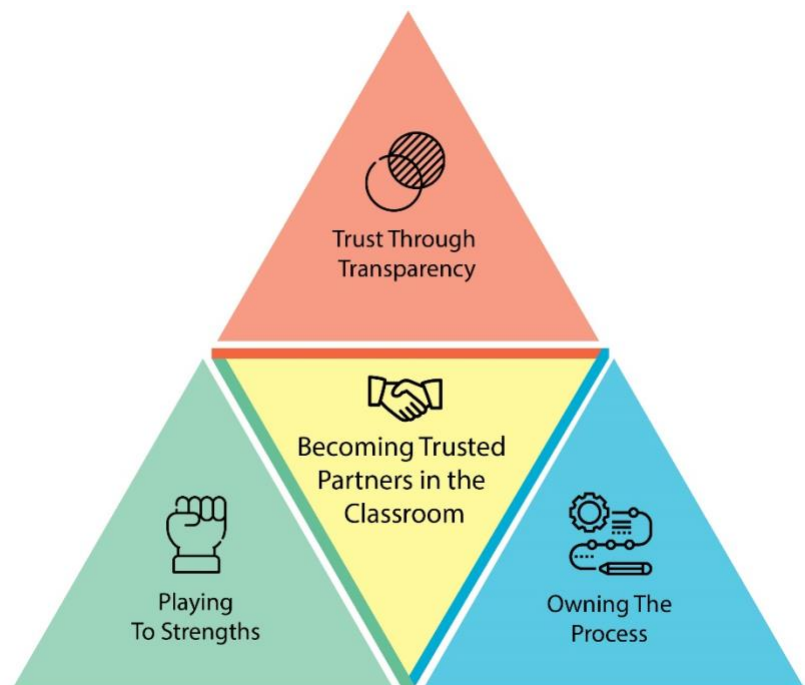 Trust Through
Transparency
Becoming Trusted
Partners in the
Classroom
Playing
To Strengths
Owning The
Process